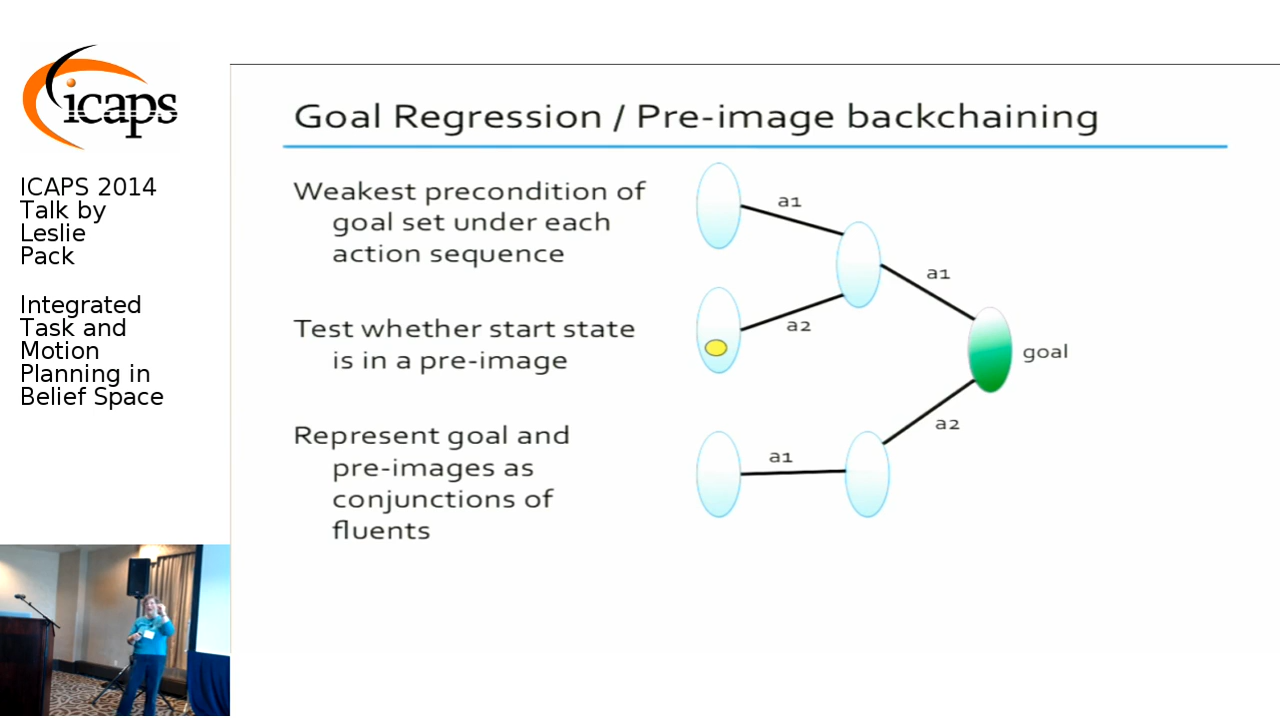 icaps
ICAPS 2014
Talk by
Leslie
Pack
Integrated
Task and
Motion
Planning in
Belief Space
Goal Regression / Pre-image backchaining
Weakest precondition of
goal set under each
action sequence
Test whether start state
is in a pre-image
Represent goal and
pre-images as
conjunctions of
fluents
a1
a1
a2
goal
a2
a1